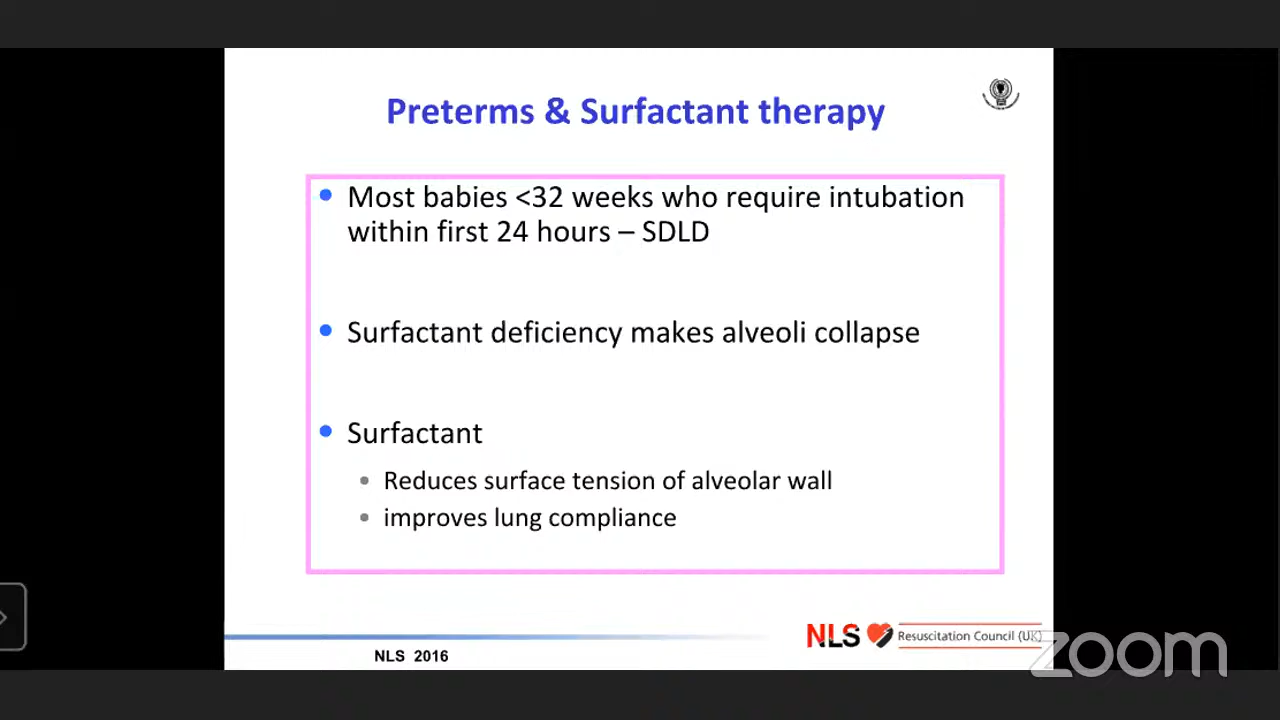 Preterms & Surfactant therapy
Most babies <32 weeks who require intubation
within first 24 hours – SDLD
Surfactant deficiency makes alveoli collapse
Surfactant
Reduces surface tension of alveolar wall
improves lung compliance
NLS Resuscitation Council (UK)
NLS 2016
zoom